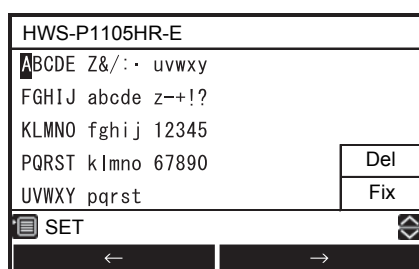 HWS-P1105HR-E
ABCDE Z&/:· uvwxy
FGHIJ abcde z-+!?
KLMNO fghij 12345
PQRST klmno 67890
Del
UVWXY pqrst
Fix
SET
← →